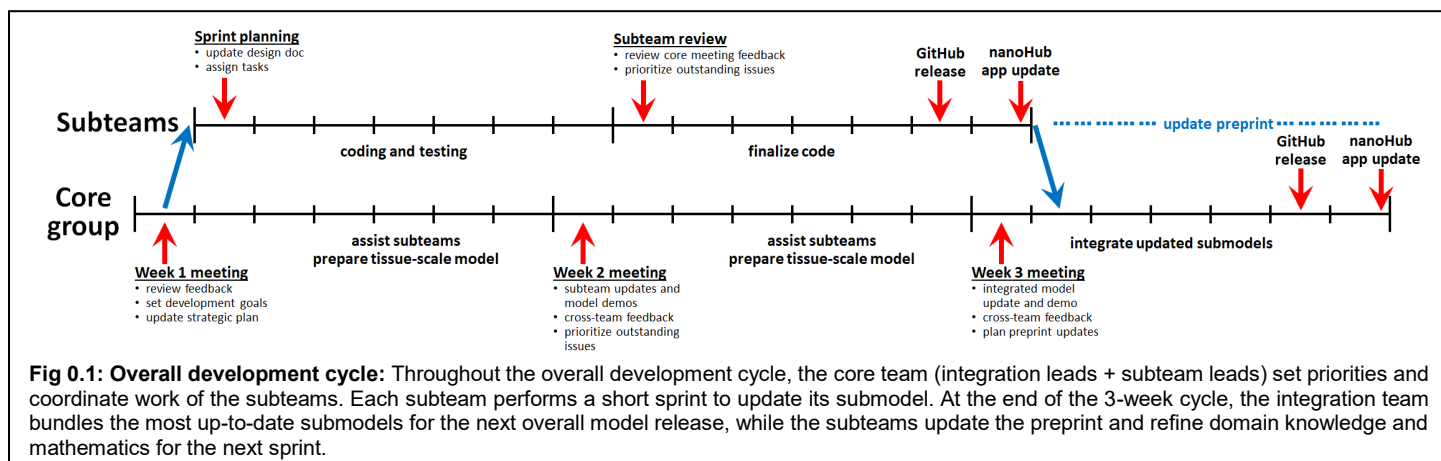 Sprint planning
• update design doc
• assign tasks
Subteam review
• review core meeting feedback
• prioritize outstanding issues
GitHub
release
nanoHub
app update
Subteams
coding and testing
finalize code
update preprint
GitHub
release
nanoHub
app update
Core
group
assist subteams
prepare tissue-scale model
assist subteams
prepare tissue-scale model
integrate updated submodels
Week 1 meeting
• review feedback
• set development goals
• update strategic plan
Week 2 meeting
• subteam updates and
model demos
• cross-team feedback
• prioritize outstanding
issues
Week 3 meeting
• integrated model
update and demo
• cross-team feedback
• plan preprint updates
Fig 0.1: Overall development cycle: Throughout the overall development cycle, the core team (integration leads + subteam leads) set priorities and
coordinate work of the subteams. Each subteam performs a short sprint to update its submodel. At the end of the 3-week cycle, the integration team
bundles the most up-to-date submodels for the next overall model release, while the subteams update the preprint and refine domain knowledge and
mathematics for the next sprint.